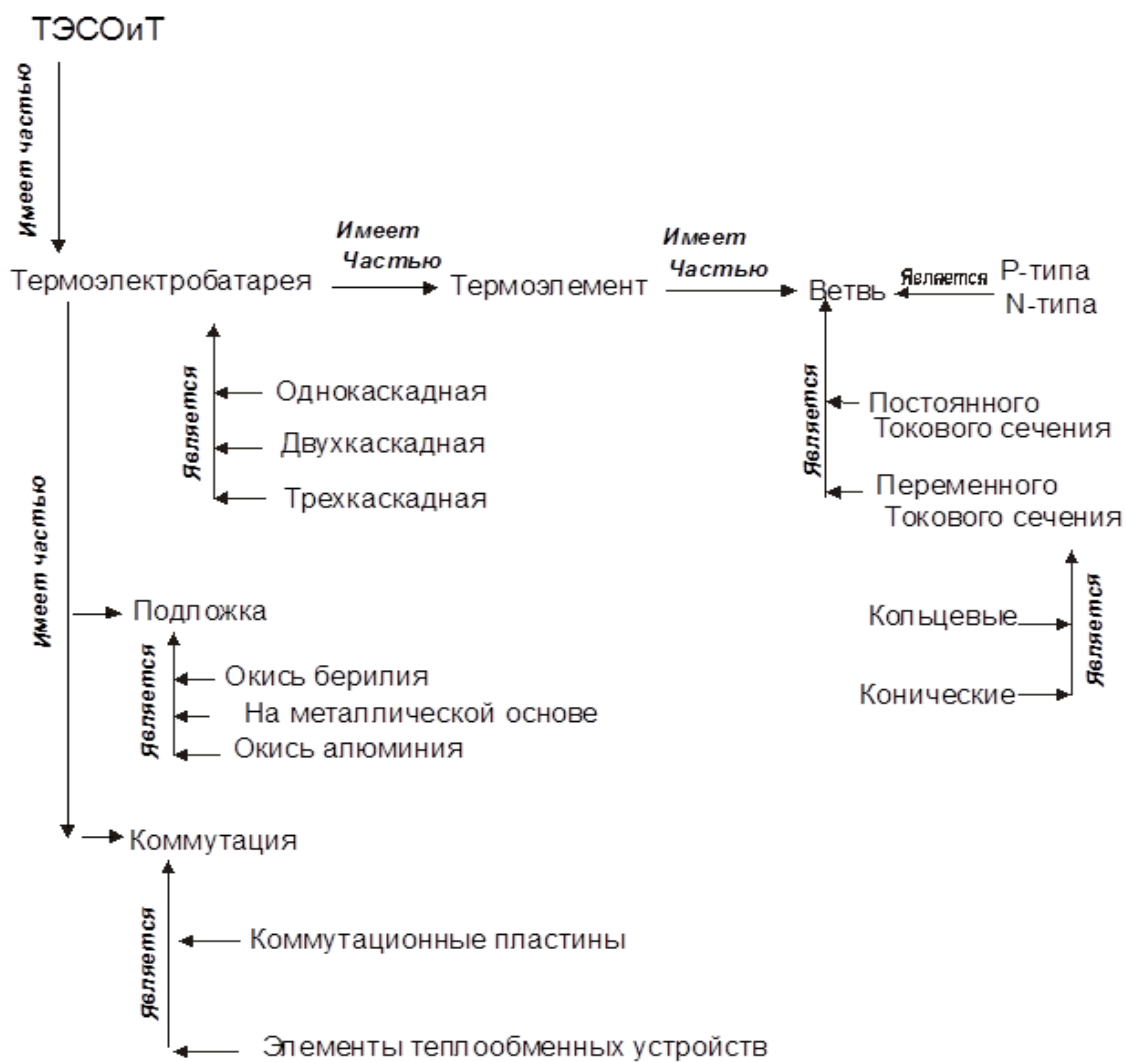 ТЭСОиТ
Имеет частью
Имеет
Частью
Имеет
Частью
Термоэлектробатарея
Термоэлемент
Ветвь
Является
Р-типа
N-типа
Является
Однокаскадная
Двухкаскадная
Трехкаскадная
Является
Постоянного
Токового сечения
Переменного
Токового сечения
Имеет частью
Подложка
Является
Окись берилия
На металлической основе
Окись алюминия
Кольцевые
Конические
Является
Коммутация
Является
Коммутационные пластины
Элементы теплообменных устройств